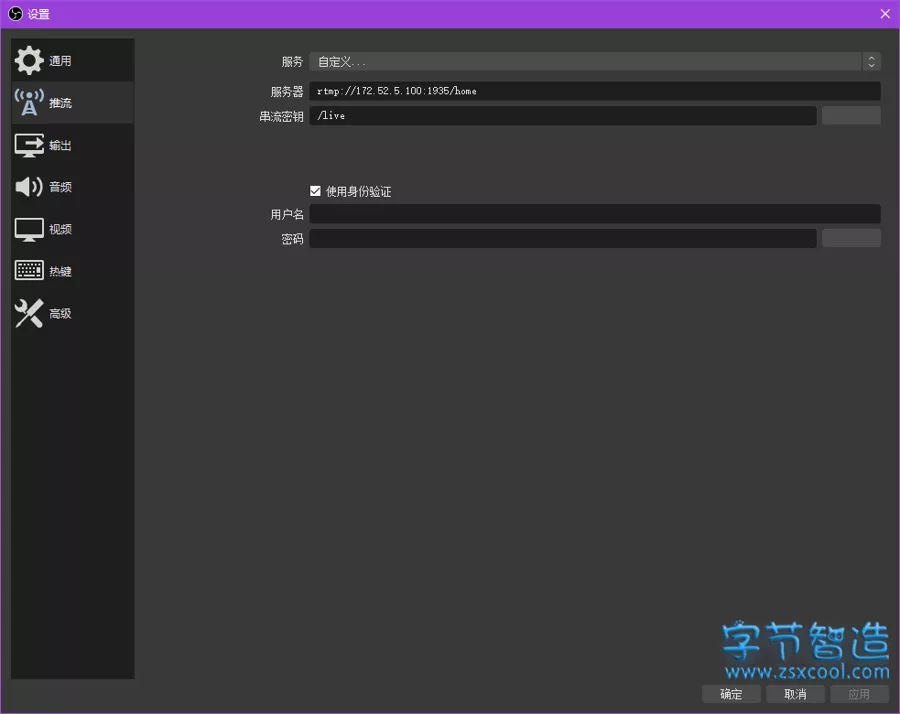 设置
通用
推流
输出
音频
视频
热键
高级
服务 自定义...
服务器 rtmp://172.52.5.100:1935/home
串流密钥 /live
使用身份验证
用户名
密码
字节智造
www.zsxcool.com
确定 取消 应用